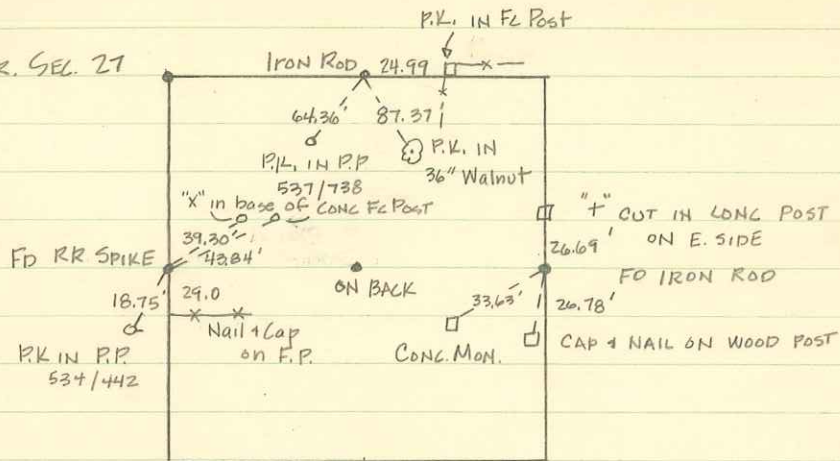 P.K. IN Fc Post
R. SEC. 27
IRON ROD
24.99
64.36'
87.37
P.K. IN P.P
537/738
P.K. IN
36" Walnut
"X" in base of CONC Fc POST
39.30'
43.84'
FD RR SPIKE
18.75'
29.0
Nail & Cap
on F.P.
P.K IN P.P.
534/442
ON BACK
"+" CUT IN CONC POST
ON E. SIDE
26.69'
FD IRON ROD
33.63'
26.78'
CONC. MON.
CAP & NAIL ON WOOD POST